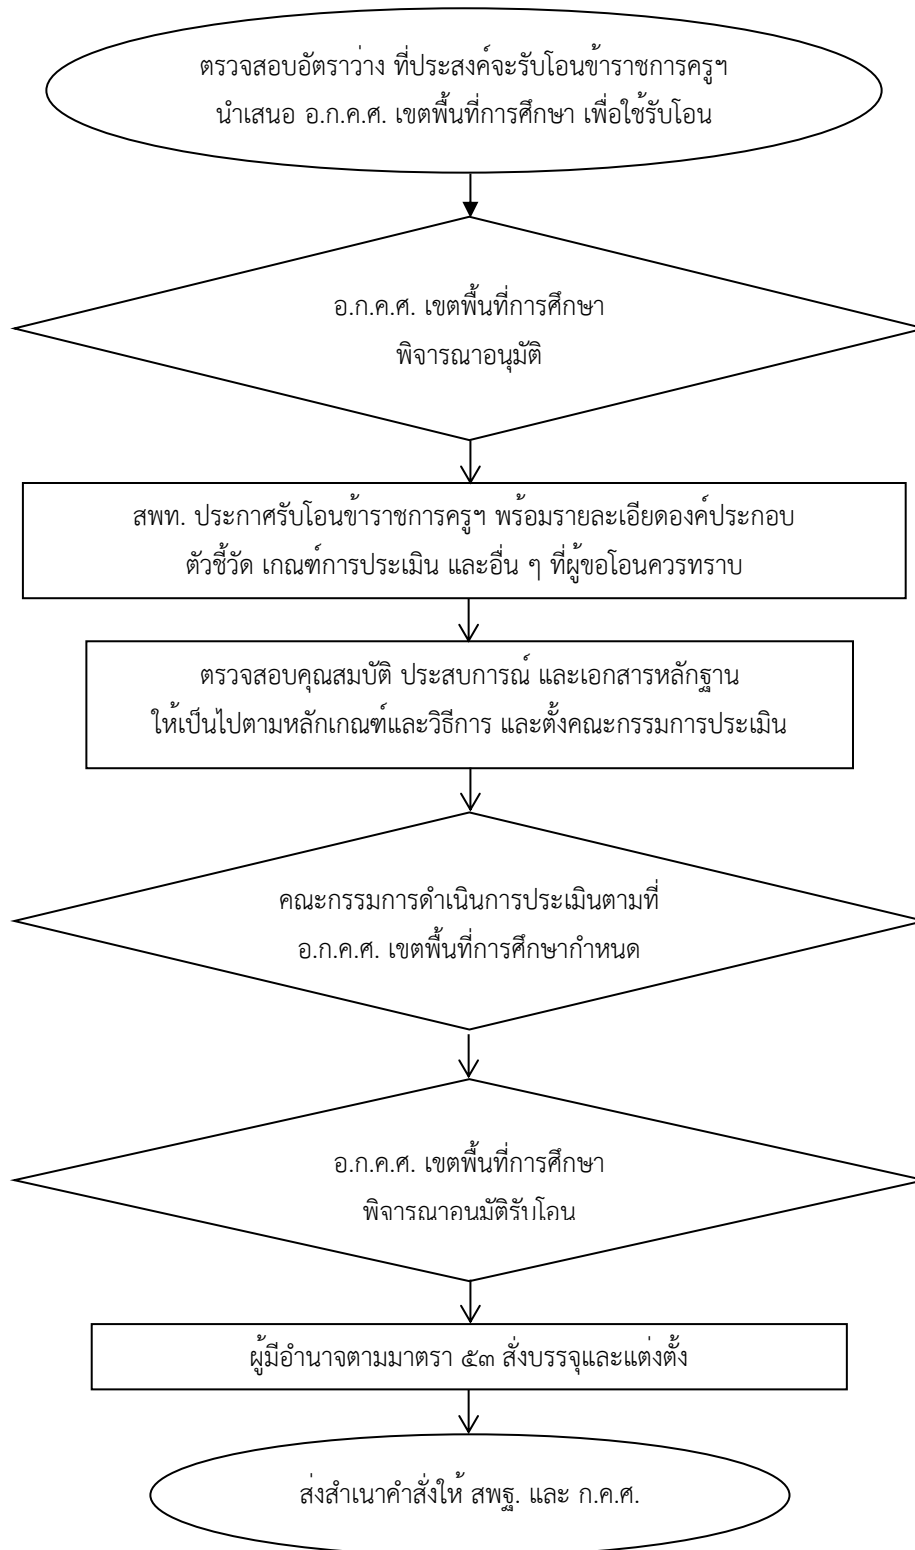 ตรวจสอบอัตราว่าง ที่ประสงค์จะรับโอนข้าราชการครูฯ
นำเสนอ อ.ก.ค.ศ. เขตพื้นที่การศึกษา เพื่อใช้รับโอน
อ.ก.ค.ศ. เขตพื้นที่การศึกษา
พิจารณาอนุมัติ
สพท. ประกาศรับโอนข้าราชการครูฯ พร้อมรายละเอียดองค์ประกอบ
ตัวชี้วัด เกณฑ์การประเมิน และอื่น ๆ ที่ผู้ขอโอนควรทราบ
ตรวจสอบคุณสมบัติ ประสบการณ์ และเอกสารหลักฐาน
ให้เป็นไปตามหลักเกณฑ์และวิธีการ และตั้งคณะกรรมการประเมิน
คณะกรรมการดำเนินการประเมินตามที่
อ.ก.ค.ศ. เขตพื้นที่การศึกษากำหนด
อ.ก.ค.ศ. เขตพื้นที่การศึกษา
พิจารณาอนุมัติรับโอน
ผู้มีอำนาจตามมาตรา ๕๓ สั่งบรรจุและแต่งตั้ง
ส่งสำเนาคำสั่งให้ สพฐ. และ ก.ค.ศ.